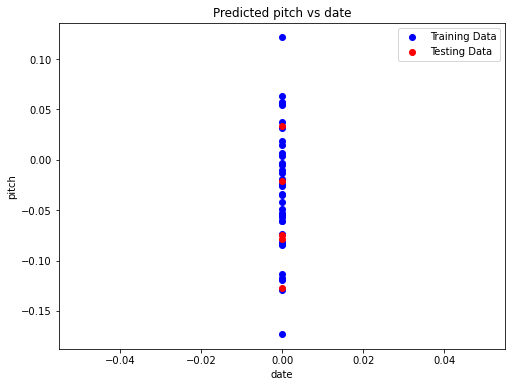 Predicted pitch vs date
Training Data
Testing Data
0.10
0.05
0.00
−0.05
−0.10
−0.15
pitch
−0.04
−0.02
0.00
0.02
0.04
date